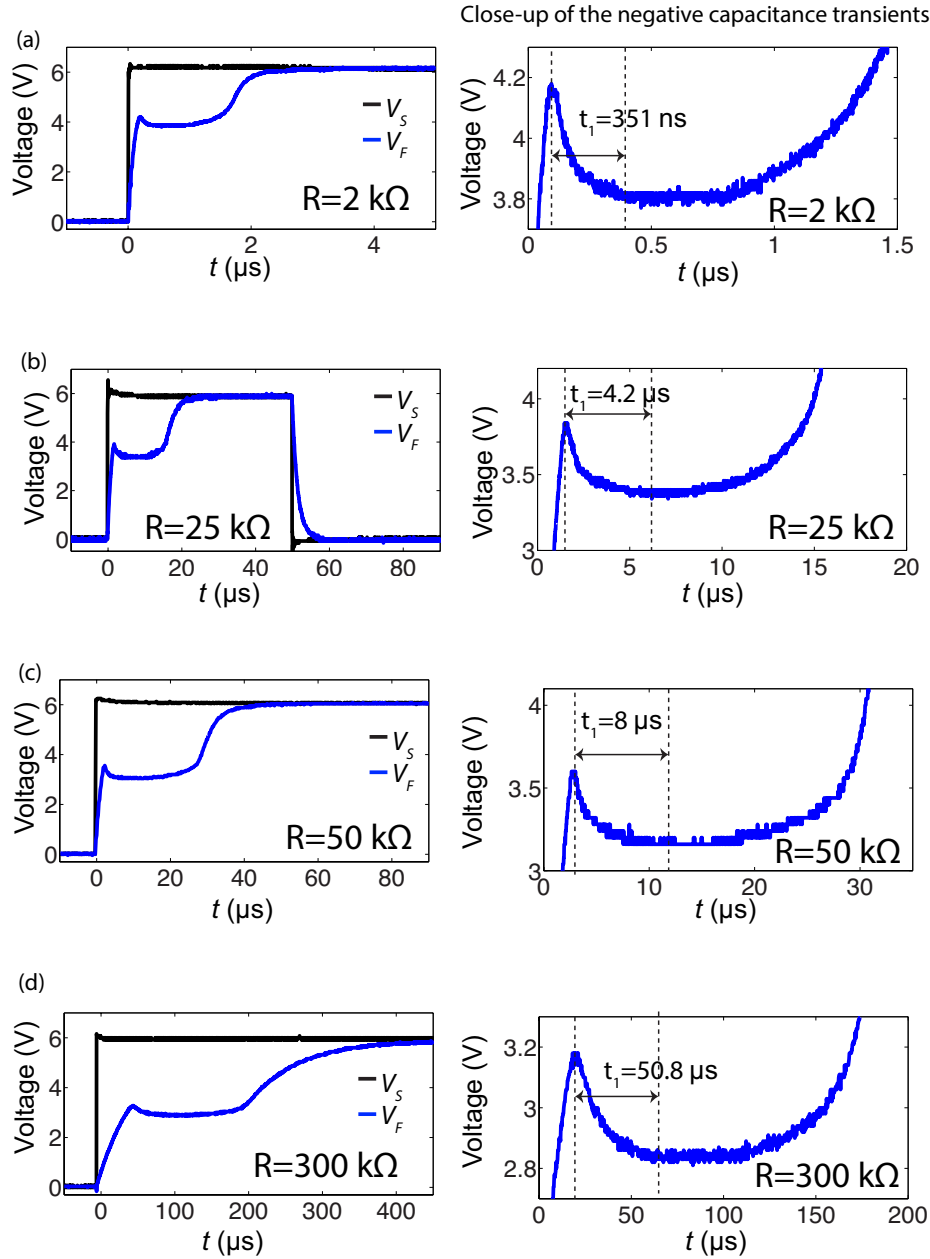 Close-up of the negative capacitance transients
(a)
Voltage (V)
6
4
2
0
V_S
V_F
R=2 kΩ
0 2 4
t (µs)
Voltage (V)
4.2
4
3.8
t₁=351 ns
R=2 kΩ
0 0.5 1 1.5
t (µs)
(b)
Voltage (V)
6
4
2
0
V_S
V_F
R=25 kΩ
0 20 40 60 80
t (µs)
Voltage (V)
4
3.5
3
t₁=4.2 µs
R=25 kΩ
0 5 10 15 20
t (µs)
(c)
Voltage (V)
6
4
2
0
V_S
V_F
R=50 kΩ
0 20 40 60 80
t (µs)
Voltage (V)
4
3.5
3
t₁=8 µs
R=50 kΩ
0 10 20 30
t (µs)
(d)
Voltage (V)
6
4
2
0
V_S
V_F
R=300 kΩ
0 100 200 300 400
t (µs)
Voltage (V)
3.2
3
2.8
t₁=50.8 µs
R=300 kΩ
0 50 100 150 200
t (µs)